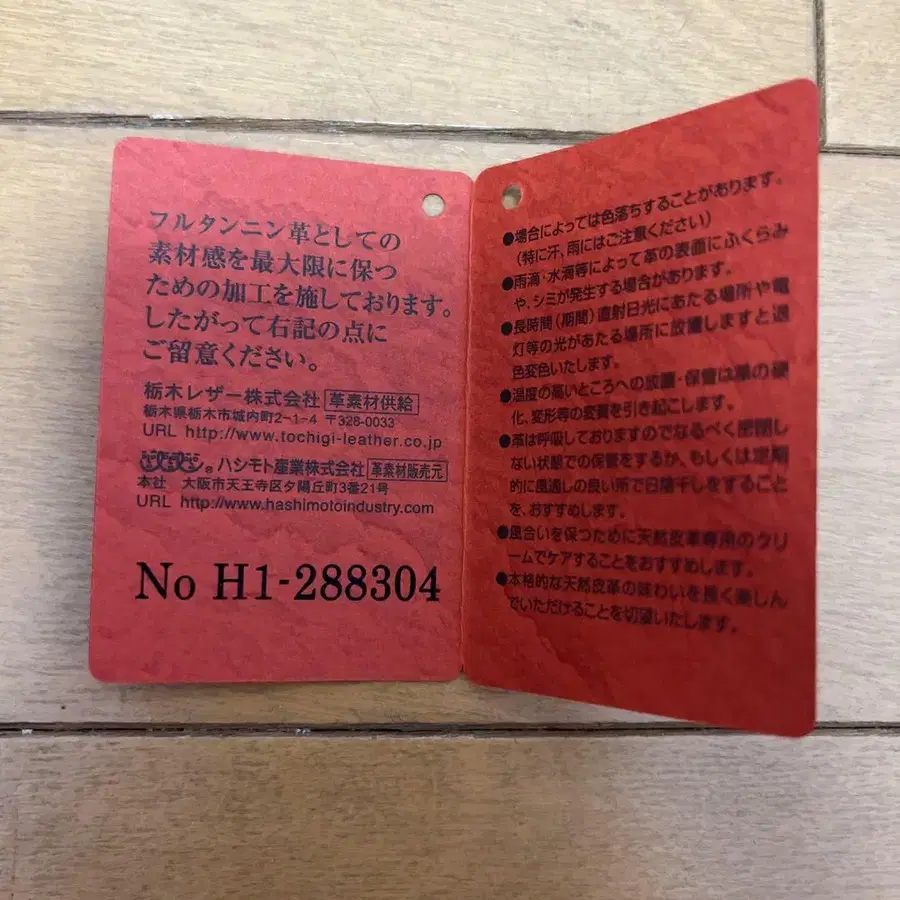 フルタンニン革としての
素材感を最大限に保つ
ための加工を施しております。
したがって右記の点に
ご留意ください。
栃木レザー株式会社 革素材供給
栃木県栃木市城内町2-1-4 〒328-0033
URL http://www.tochigi-leather.co.jp
® ハシモト産業株式会社 革素材販売元
本社 大阪市天王寺区夕陽丘町3番21号
URL http://www.hashimotoindustry.com
No H1-288304
●場合によっては色落ちすることがあります。
(特に汗、雨にはご注意ください)
●雨滴・水滴等によって革の表面にふくらみ
や、シミが発生する場合があります。
●長時間(期間)直射日光にあたる場所や電
灯等の光があたる場所に放置しますと退
色変色いたします。
●温度の高いところへの放置・保管は革の硬
化、変形等の変質を引き起こします。
●革は呼吸しておりますのでなるべく密閉し
ない状態での保管をするか、もしくは定期
的に風通しの良い所で日陰干しをすること
を、おすすめします。
●風合いを保つために天然皮革専用のクリ
ームでケアすることをおすすめします。
●本格的な天然皮革の味わいを長く楽しん
でいただけることを切望いたします。